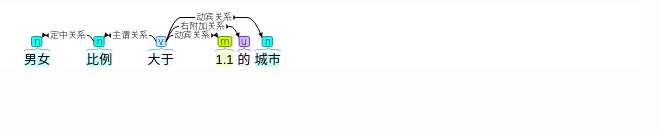 动宾关系
右附加关系
定中关系 主谓关系 动宾关系
n n v m u n
男女 比例 大于 1.1 的 城市